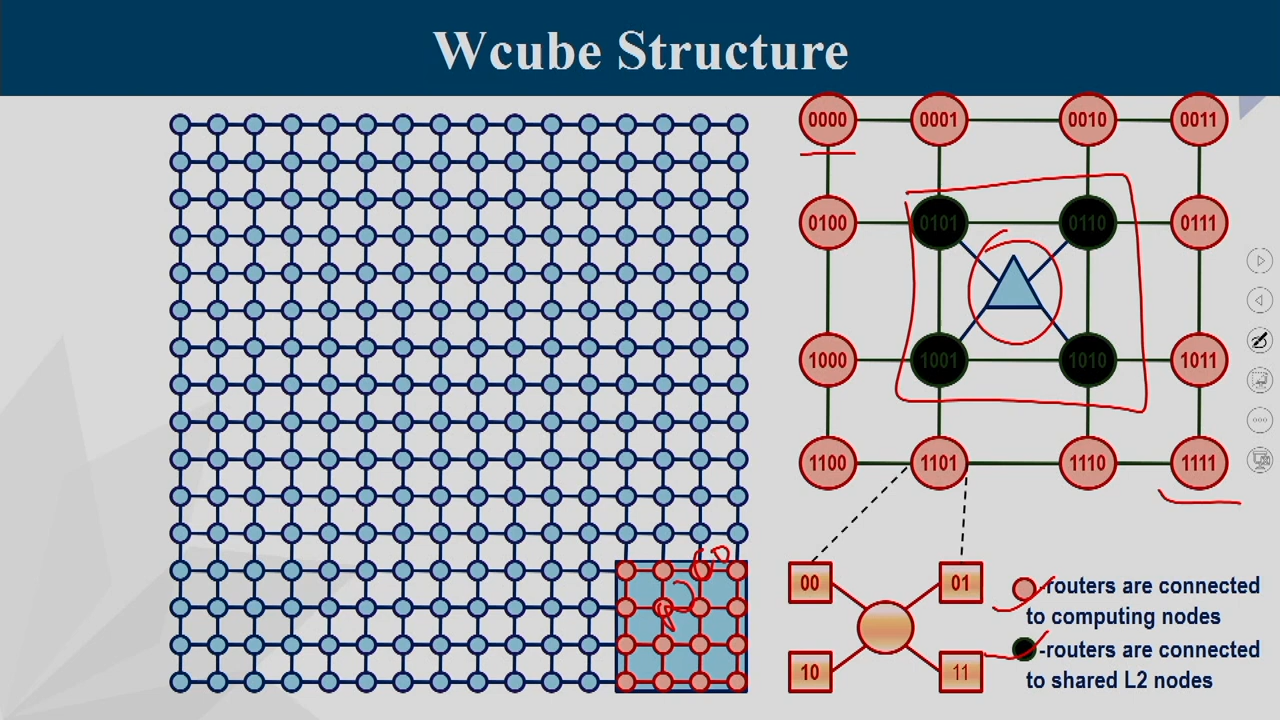 Wcube Structure
0000 0001 0010 0011
0100 0101 0110 0111
1000 1001 1010 1011
1100 1101 1110 1111
00 01
10 11
-routers are connected
to computing nodes
-routers are connected
to shared L2 nodes